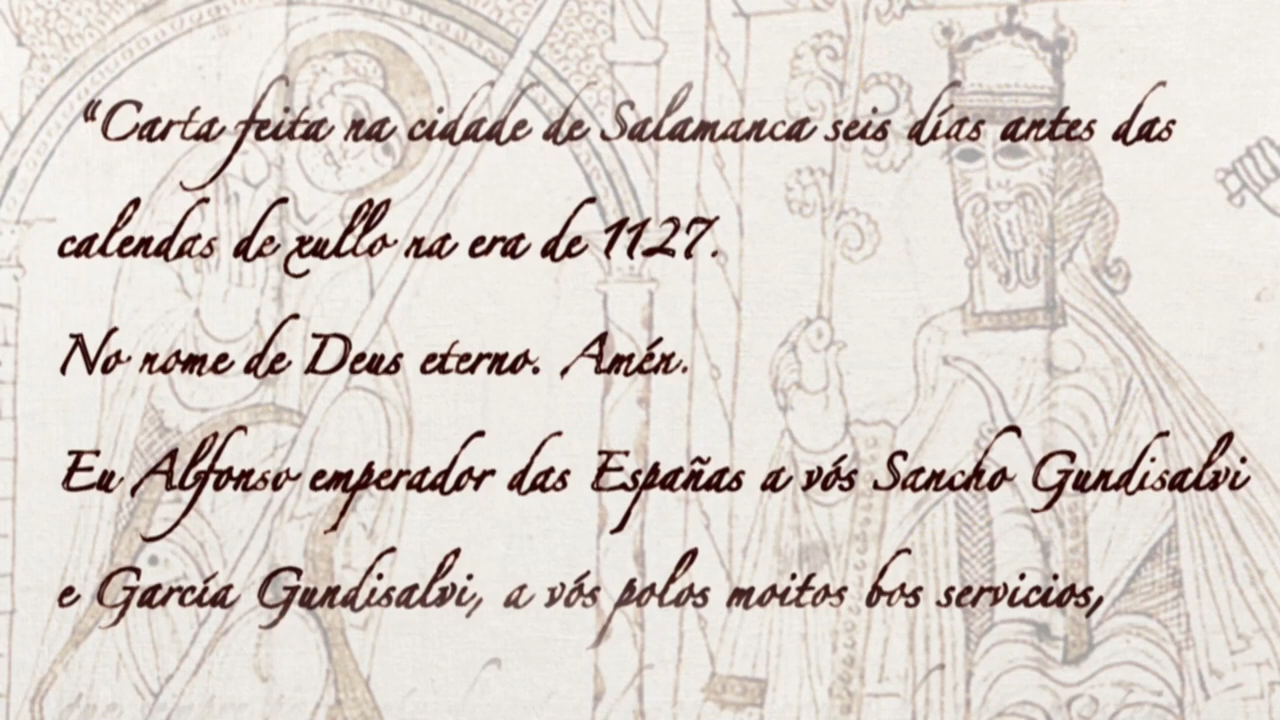 “Carta feita na cidade de Salamanca seis días antes das
calendas de xullo na era de 1127.
No nome de Deus eterno. Amén.
Eu Alfonso emperador das Españas a vós Sancho Gundisalvi
e García Gundisalvi, a vós polos moitos bos servicios,